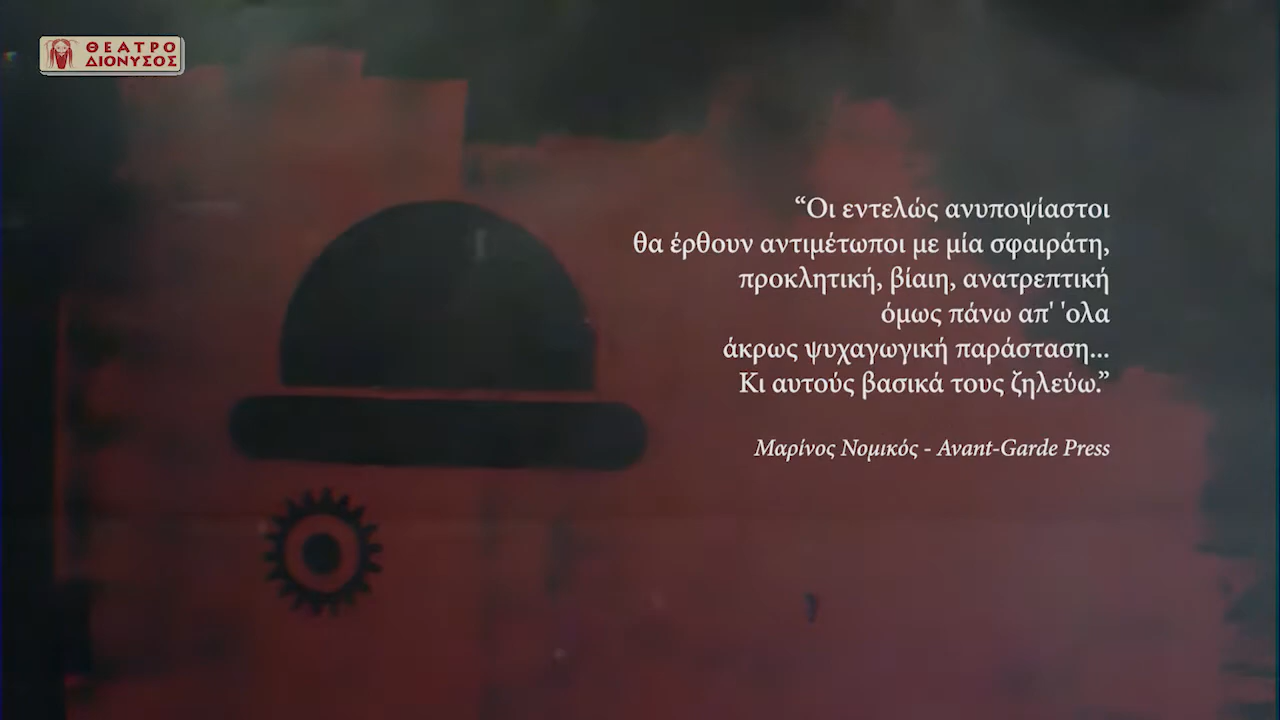 ΘΕΑΤΡΟ
ΔΙΟΝΥΣΟΣ
“Οι εντελώς ανυποψίαστοι
θα έρθουν αντιμέτωποι με μία σφαιράτη,
προκλητική, βίαιη, ανατρεπτική
όμως πάνω απ' 'ολα
άκρως ψυχαγωγική παράσταση...
Κι αυτούς βασικά τους ζηλεύω.”
Μαρίνος Νομικός - Avant-Garde Press